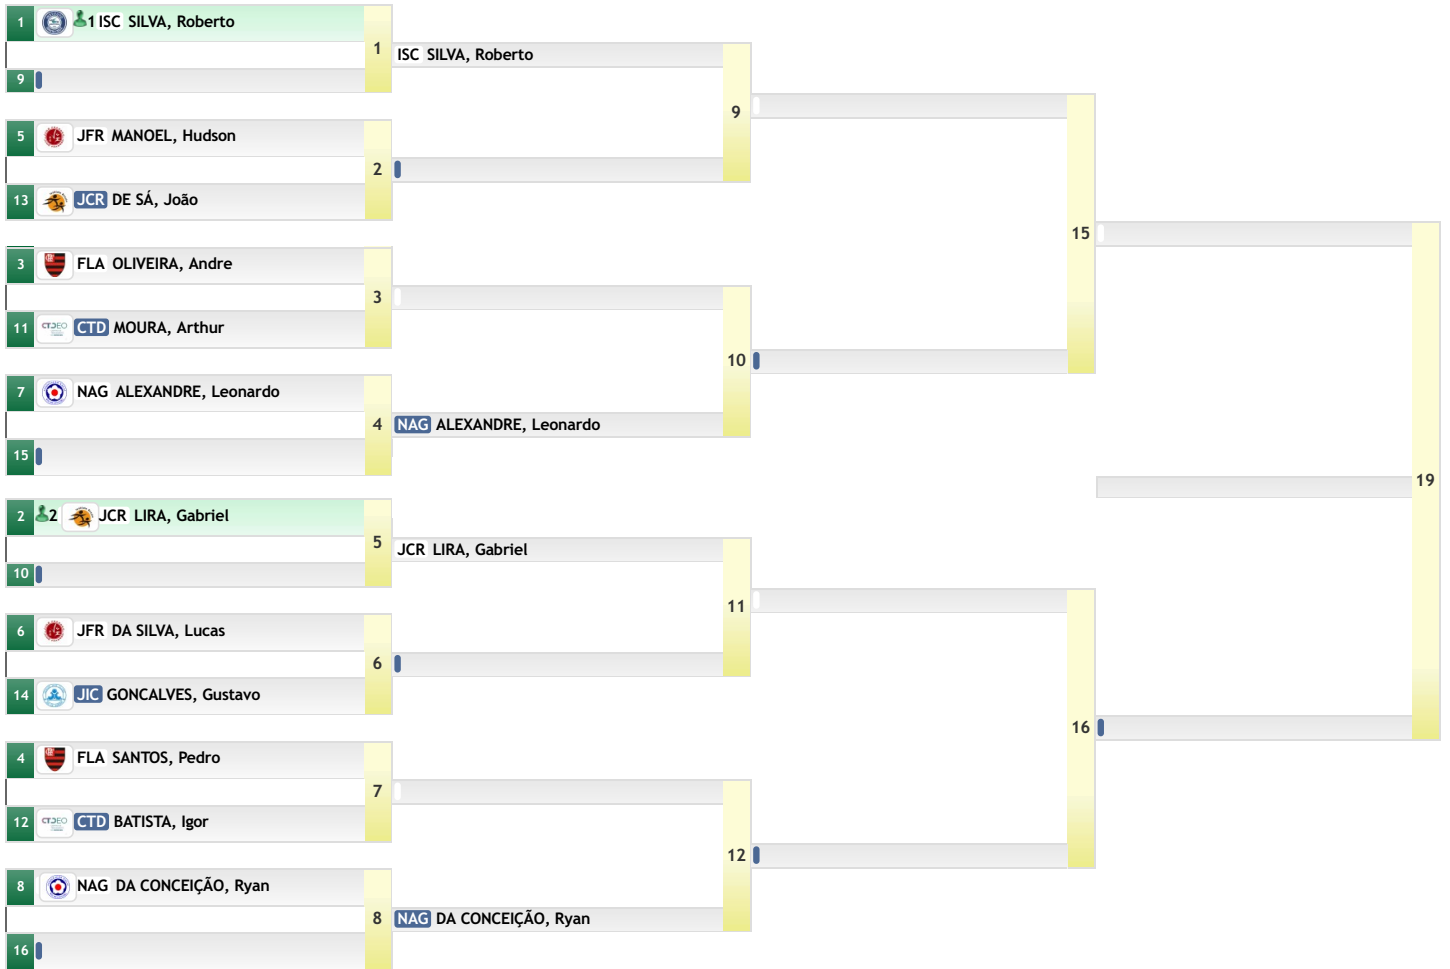 1 1 ISC SILVA, Roberto
1
ISC SILVA, Roberto
9
9
5 JFR MANOEL, Hudson
2
13 JCR DE SÁ, João
3 FLA OLIVEIRA, Andre
15
3
11 CTD MOURA, Arthur
10
7 NAG ALEXANDRE, Leonardo
4
NAG ALEXANDRE, Leonardo
15
19
2 2 JCR LIRA, Gabriel
5
JCR LIRA, Gabriel
10
11
6 JFR DA SILVA, Lucas
6
14 JIC GONCALVES, Gustavo
16
4 FLA SANTOS, Pedro
7
12 CTD BATISTA, Igor
12
8 NAG DA CONCEIÇÃO, Ryan
8
NAG DA CONCEIÇÃO, Ryan
16